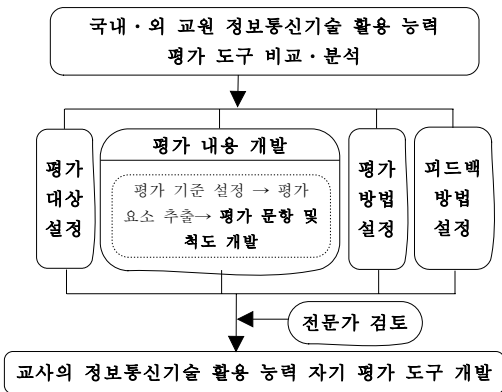 국내·외 교원 정보통신기술 활용 능력
평가 도구 비교·분석
평가
대상
설정
평가 내용 개발
평가 기준 설정 → 평가
요소 추출→ 평가 문항 및
척도 개발
평가
방법
설정
피드백
방법
설정
전문가 검토
교사의 정보통신기술 활용 능력 자기 평가 도구 개발